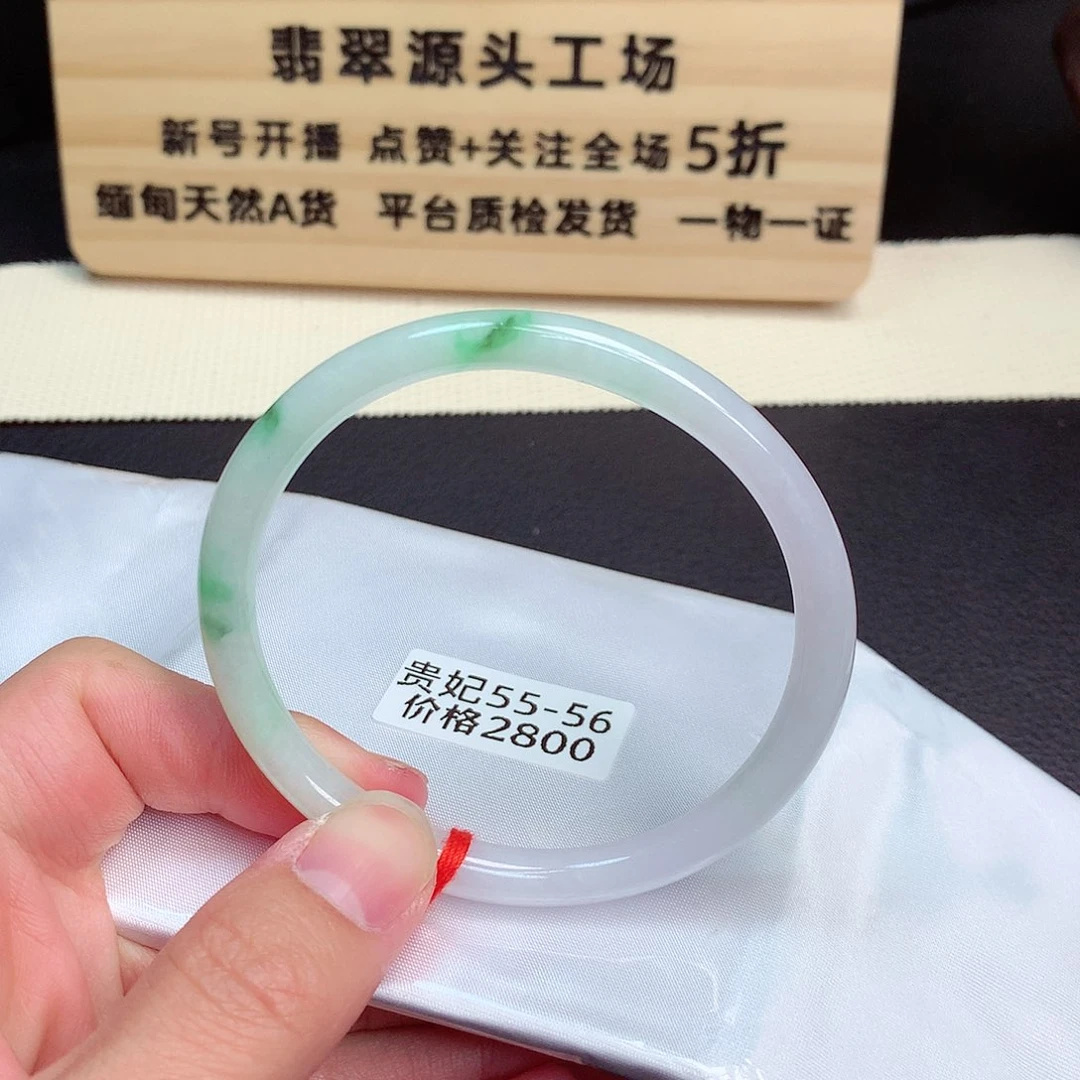 翡翠源头工场
新号开播 点赞+关注全场 5折
缅甸天然A货 平台质检发货 一物一证
贵妃55-56
价格2800